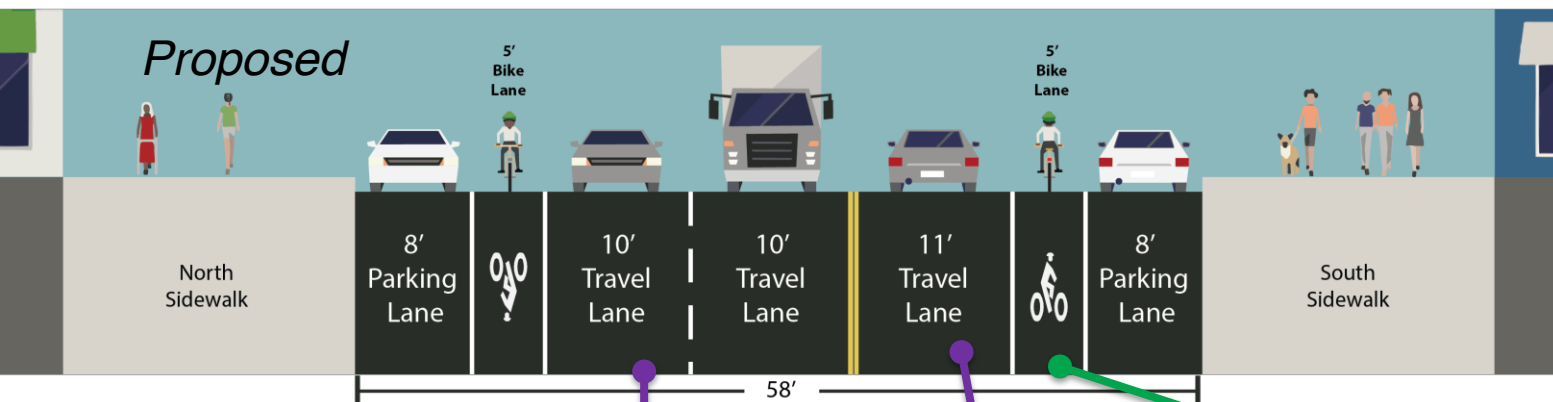 Proposed
5′
Bike
Lane
5′
Bike
Lane
North
Sidewalk
8′
Parking
Lane
10′
Travel
Lane
10′
Travel
Lane
11′
Travel
Lane
8′
Parking
Lane
South
Sidewalk
58′